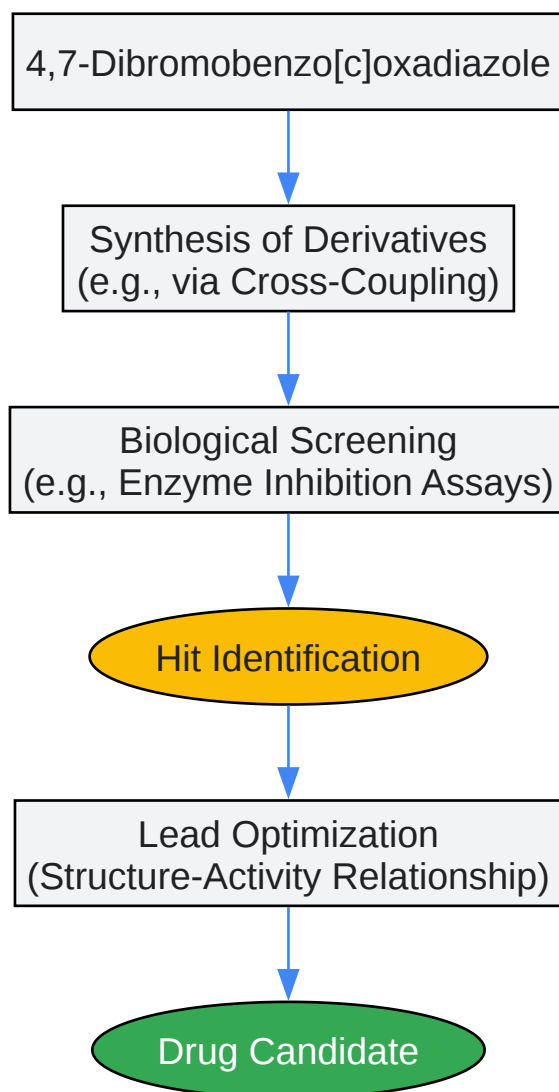 4,7-Dibromobenzo[c]oxadiazole
Synthesis of Derivatives
(e.g., via Cross-Coupling)
Biological Screening
(e.g., Enzyme Inhibition Assays)
Hit Identification
Lead Optimization
(Structure-Activity Relationship)
Drug Candidate